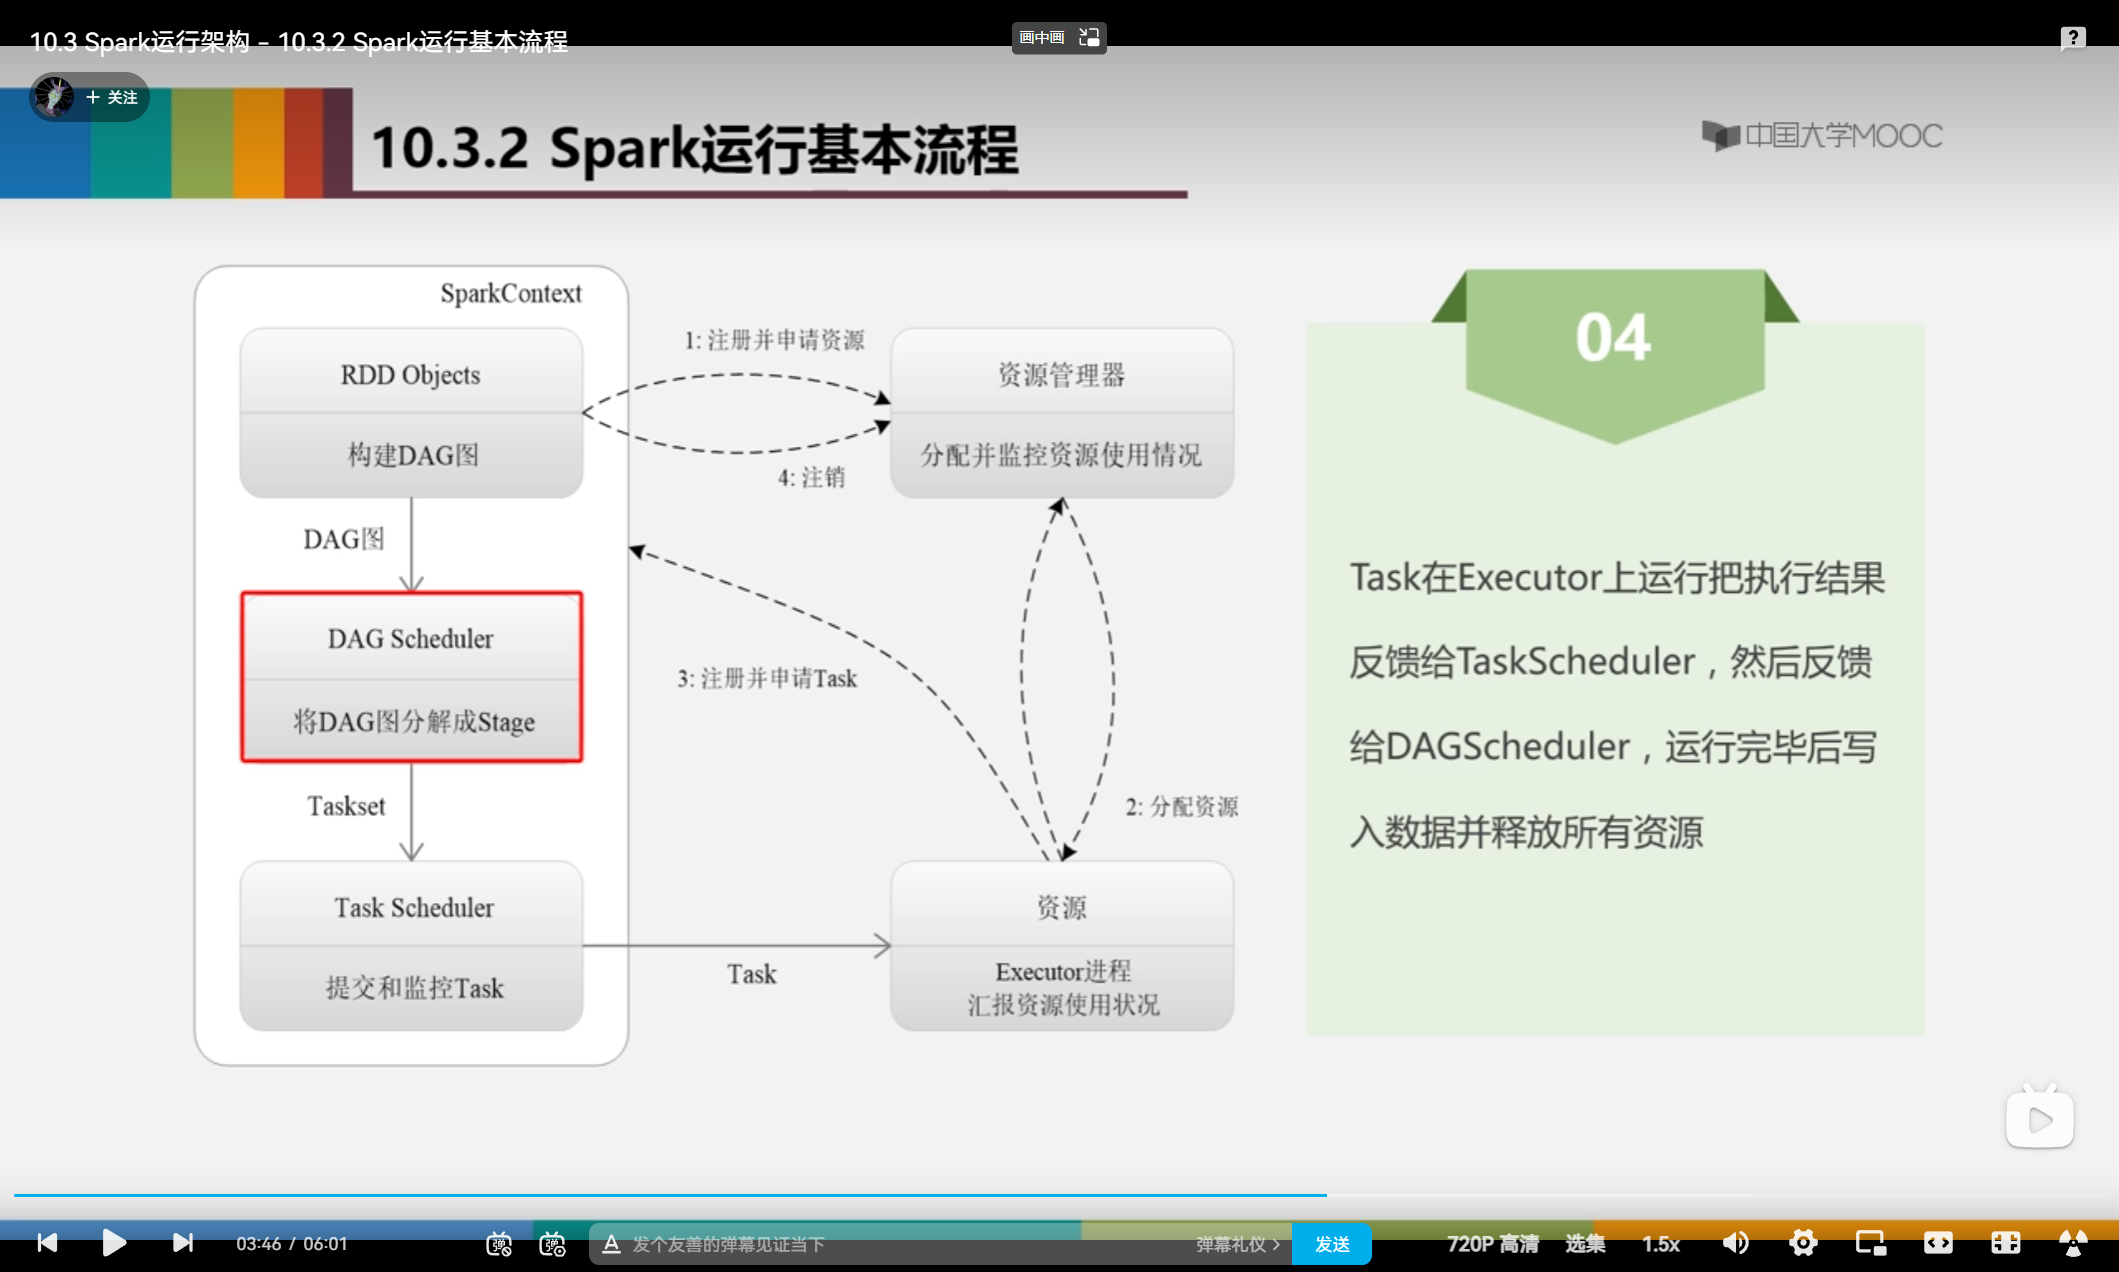 10.3 Spark运行架构 - 10.3.2 Spark运行基本流程
画中画
+ 关注
10.3.2 Spark运行基本流程
中国大学MOOC
SparkContext
RDD Objects
构建DAG图
1: 注册并申请资源
4: 注销
资源管理器
分配并监控资源使用情况
DAG图
DAG Scheduler
将DAG图分解成Stage
3: 注册并申请Task
2: 分配资源
Taskset
Task Scheduler
提交和监控Task
Task
资源
Executor进程
汇报资源使用状况
04
Task在Executor上运行把执行结果
反馈给TaskScheduler，然后反馈
给DAGScheduler，运行完毕后写
入数据并释放所有资源
03:46 / 06:01
弹
弹
A 发个友善的弹幕见证当下
弹幕礼仪 >
发送
720P 高清
选集
1.5x